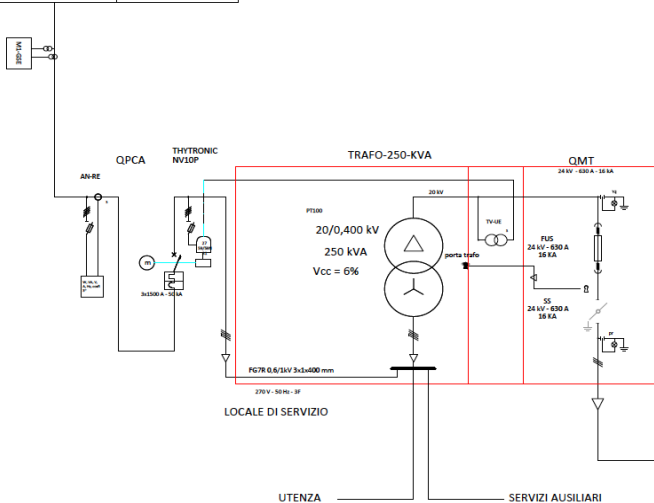 M1-GSE
QPCA
THYTRONIC
NV10P
AN-RE
TRAFO-250-KVA
QMT
24 kV - 630 A - 16 kA
20 kV
PT100
20/0,400 kV
250 kVA
Vcc = 6%
TV-UE
porta trafo
FUS
24 kV - 630 A
16 KA
SS
24 kV - 630 A
16 KA
m
3x1500 A - 50 kA
FG7R 0,6/1kV 3x1x400 mm
270 V - 50 Hz - 3F
LOCALE DI SERVIZIO
UTENZA
SERVIZI AUSILIARI